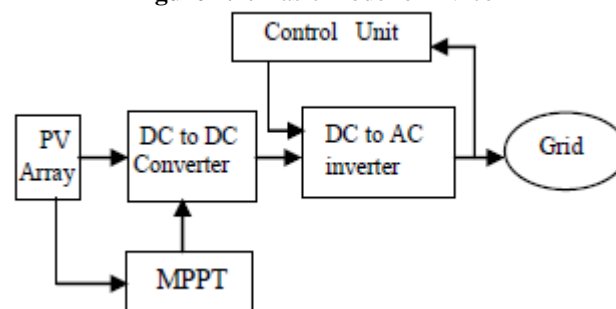 Control Unit
PV
Array
DC to DC
Converter
DC to AC
inverter
Grid
MPPT